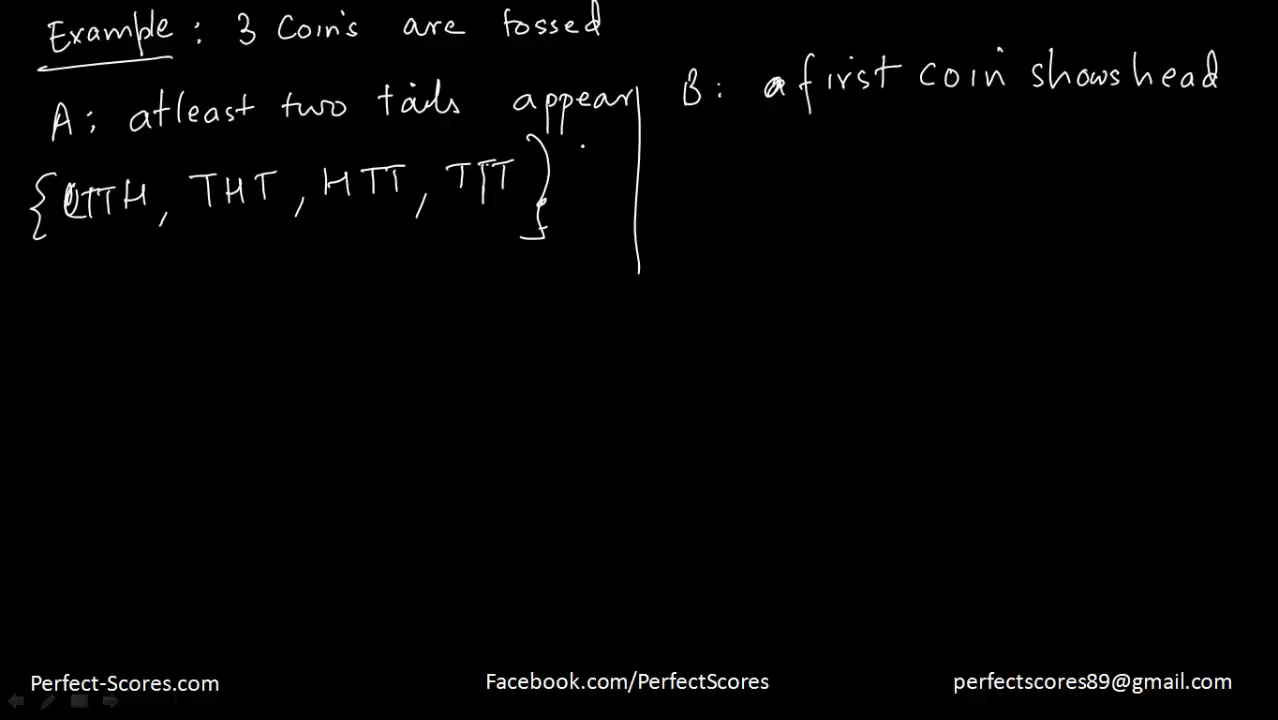 Example: 3 Coin's are tossed
A: atleast two tails appear
{TTH, THT, HTT, TTT}
B: first coin shows head
Perfect-Scores.com
Facebook.com/PerfectScores
perfectscores89@gmail.com